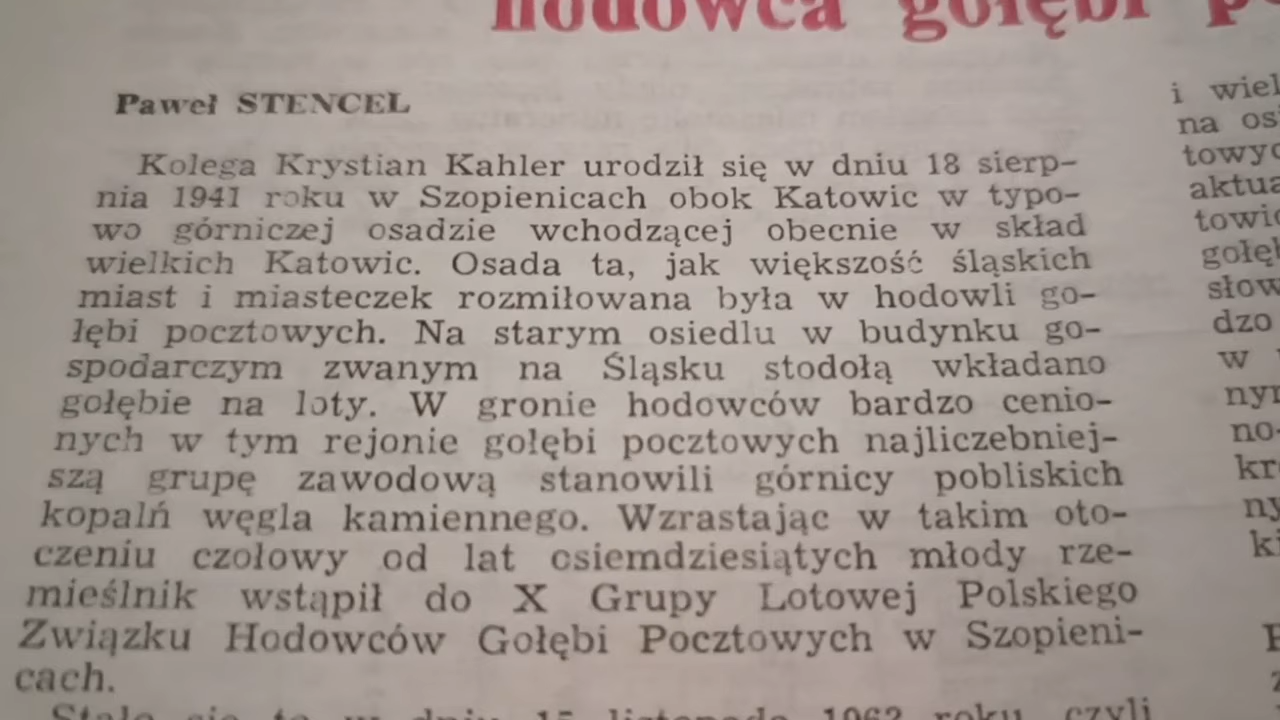 hodowca gołębi
Paweł STENCEL
Kolega Krystian Kahler urodził się w dniu 18 sierp-
nia 1941 roku w Szopienicach obok Katowic w typo-
wo górniczej osadzie wchodzącej obecnie w skład
wielkich Katowic. Osada ta, jak większość śląskich
miast i miasteczek rozmiłowana była w hodowli go-
łębi pocztowych. Na starym osiedlu w budynku go-
spodarczym zwanym na Śląsku stodołą wkładano
gołębie na loty. W gronie hodowców bardzo cenio-
nych w tym rejonie gołębi pocztowych najliczebniej-
szą grupę zawodową stanowili górnicy pobliskich
kopalń węgla kamiennego. Wzrastając w takim oto-
czeniu czołowy od lat osiemdziesiątych młody rze-
mieślnik wstąpił do X Grupy Lotowej Polskiego
Związku Hodowców Gołębi Pocztowych w Szopieni-
cach.
Stało się to w dniu 15 listopada 1962 roku czyli
i wiel
na os
towyc
aktua
towic
gołęb
słow
dzo
w
nyn
no-
kr
ny
ki